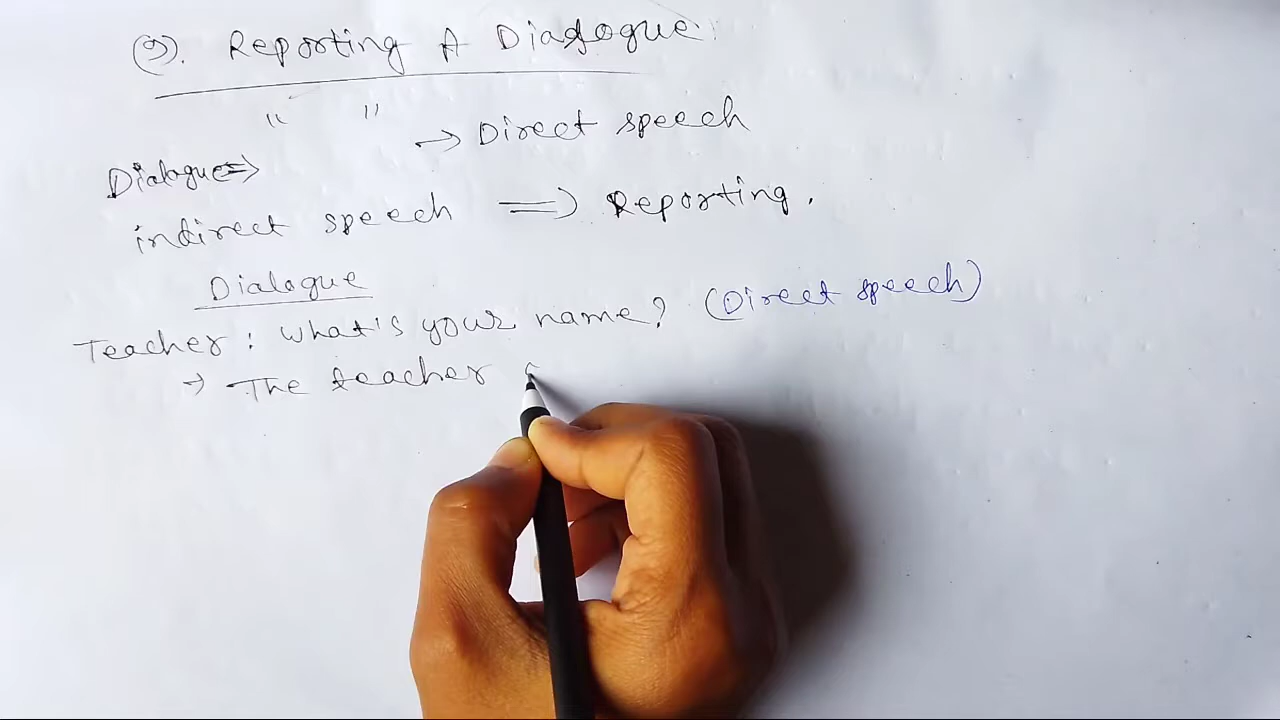 (9). Reporting A Dialogue:
" "
→ Direct speech
Dialogue⇒
indirect speech ⇒ Reporting.
Dialogue
Teacher: What's your name? (Direct speech)
→ The teacher